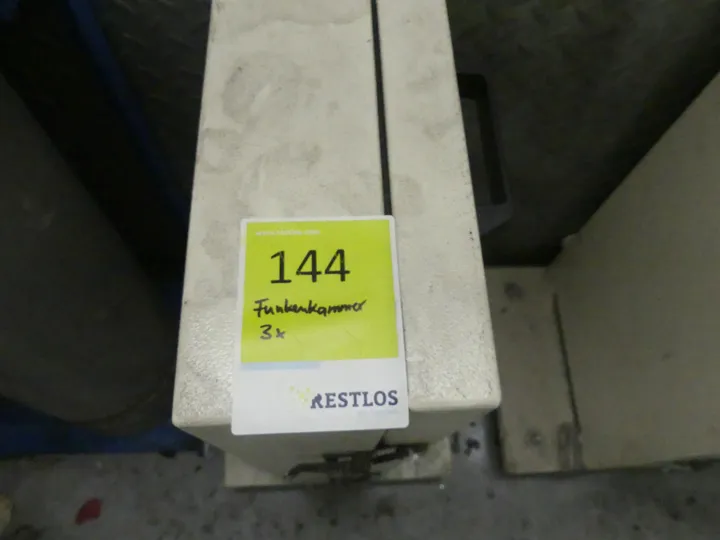 144
Funkenkammer
3x
RESTLOS